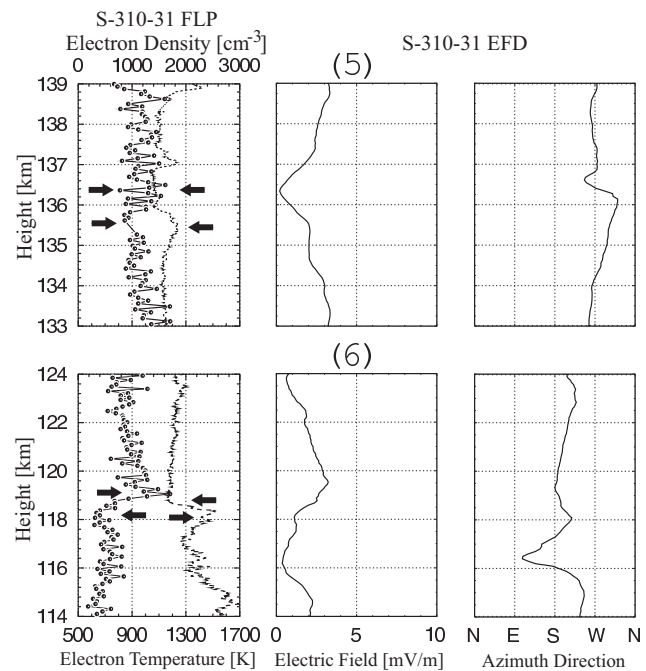 S-310-31 FLP
Electron Density [cm-3]
S-310-31 EFD
0 1000 2000 3000
(5)
139
138
137
136
135
134
133
Height [km]
(6)
124
122
120
118
116
114
Height [km]
500 900 1300 1700
0 5 10
N E S W N
Electron Temperature [K]
Electric Field [mV/m]
Azimuth Direction